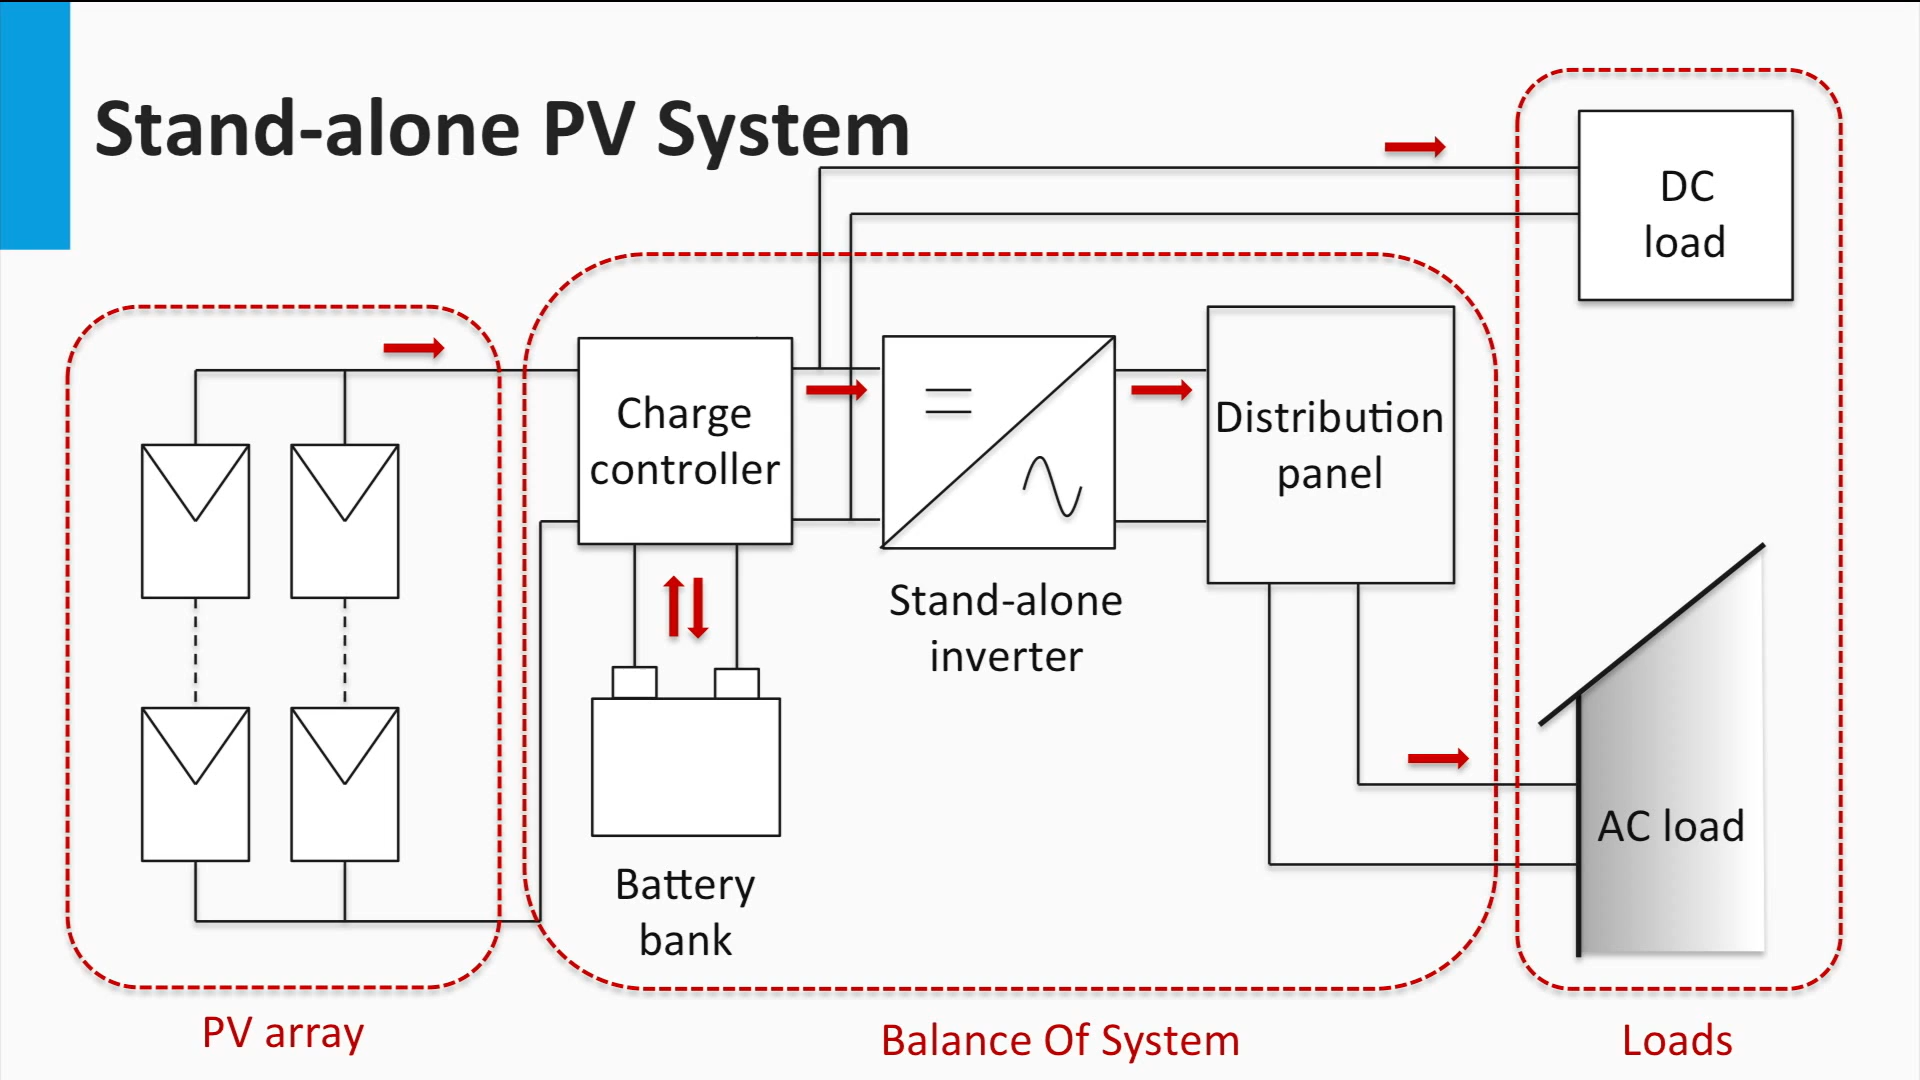 Stand-alone PV System
DC
load
Charge
controller
Distribution
panel
Stand-alone
inverter
AC load
Battery
bank
PV array
Balance Of System
Loads